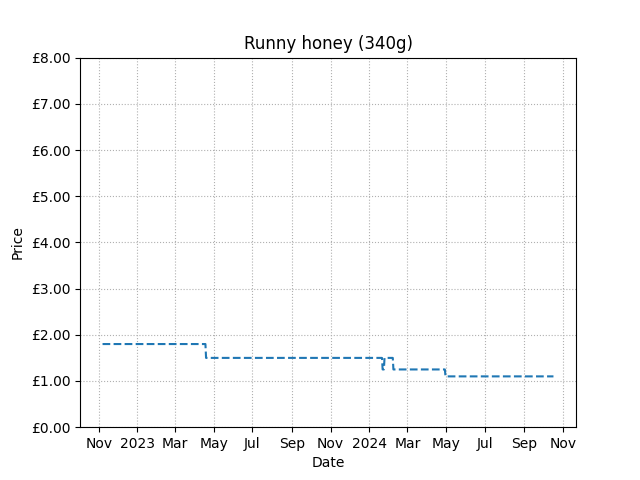 Runny honey (340g)
£8.00
£7.00
£6.00
£5.00
£4.00
£3.00
£2.00
£1.00
£0.00
Price
Nov 2023 Mar May Jul Sep Nov 2024 Mar May Jul Sep Nov
Date